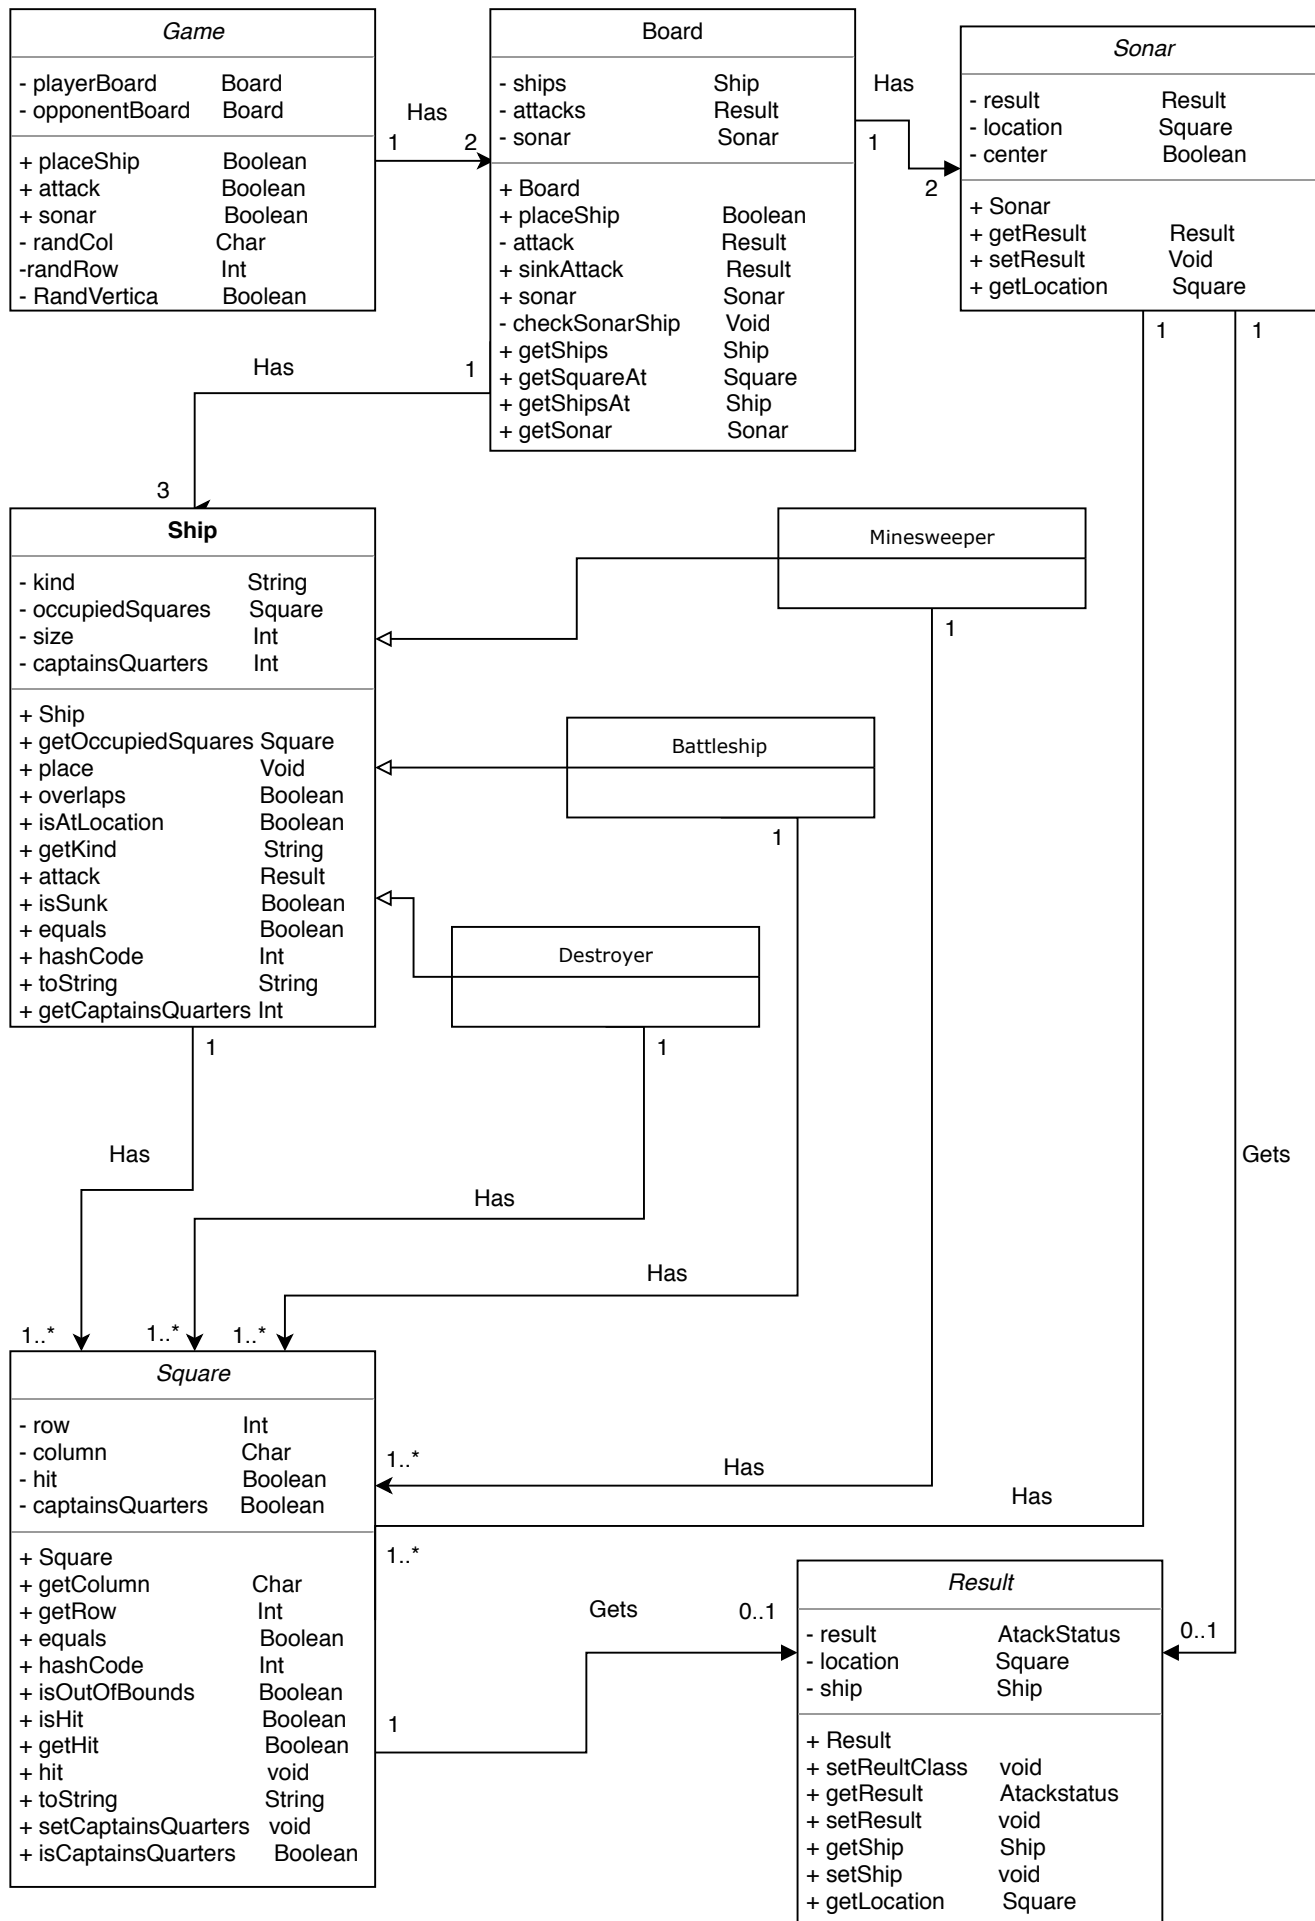 Game
- playerBoard Board
- opponentBoard Board
+ placeShip Boolean
+ attack Boolean
+ sonar Boolean
- randCol Char
-randRow Int
- RandVertica Boolean
Has
1
2
Board
- ships Ship
- attacks Result
- sonar Sonar
+ Board
+ placeShip Boolean
- attack Result
+ sinkAttack Result
+ sonar Sonar
- checkSonarShip Void
+ getShips Ship
+ getSquareAt Square
+ getShipsAt Ship
+ getSonar Sonar
Has
1
2
Sonar
- result Result
- location Square
- center Boolean
+ Sonar
+ getResult Result
+ setResult Void
+ getLocation Square
1
1
Has
1
3
Ship
- kind String
- occupiedSquares Square
- size Int
- captainsQuarters Int
+ Ship
+ getOccupiedSquares Square
+ place Void
+ overlaps Boolean
+ isAtLocation Boolean
+ getKind String
+ attack Result
+ isSunk Boolean
+ equals Boolean
+ hashCode Int
+ toString String
+ getCaptainsQuarters Int
Minesweeper
1
Battleship
1
Destroyer
1
1
Has
Has
Gets
Has
1..*
1..*
1..*
Square
- row Int
- column Char
- hit Boolean
- captainsQuarters Boolean
+ Square
+ getColumn Char
+ getRow Int
+ equals Boolean
+ hashCode Int
+ isOutOfBounds Boolean
+ isHit Boolean
+ getHit Boolean
+ hit void
+ toString String
+ setCaptainsQuarters void
+ isCaptainsQuarters Boolean
1..*
Has
Has
1..*
Gets
0..1
1
0..1
Result
- result AtackStatus
- location Square
- ship Ship
+ Result
+ setReultClass void
+ getResult Atackstatus
+ setResult void
+ getShip Ship
+ setShip void
+ getLocation Square